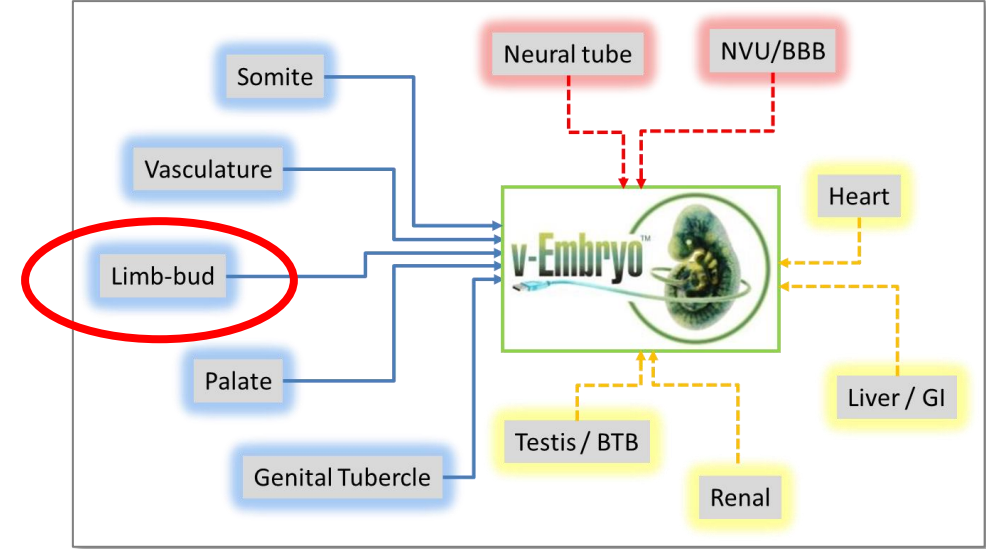 Neural tube
NVU/BBB
Somite
Vasculature
Heart
v-Embryo™
Limb-bud
Palate
Liver / GI
Testis / BTB
Genital Tubercle
Renal